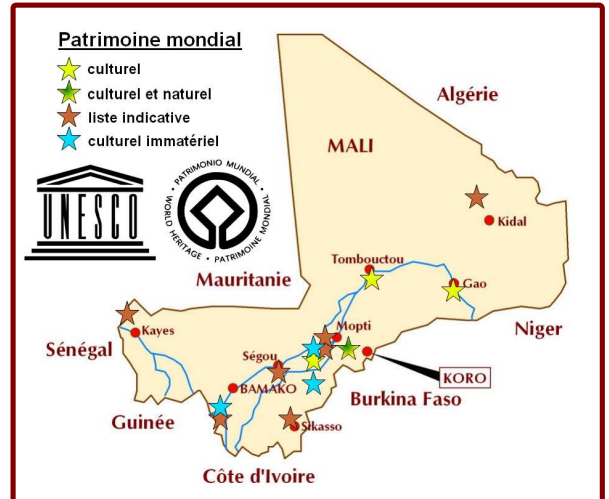 Patrimoine mondial
culturel
culturel et naturel
liste indicative
culturel immatériel
UNESCO
• PATRIMONIO MUNDIAL • WORLD HERITAGE • PATRIMOINE MONDIAL
Algérie
MALI
Kidal
Tombouctou
Gao
Mauritanie
Niger
Kayes
Mopti
Sénégal
Ségou
KORO
BAMAKO
Burkina Faso
Guinée
Sikasso
Côte d'Ivoire